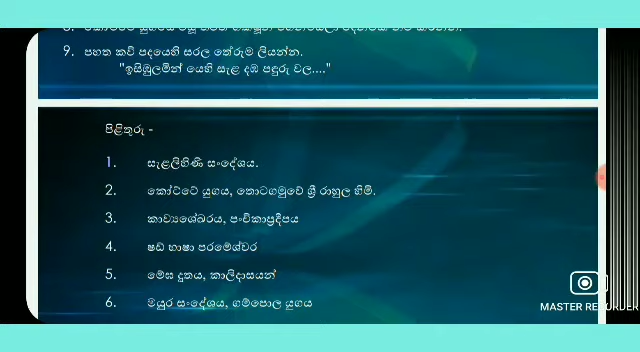 9. පහත කවි පදයෙහි සරල තේරුම ලියන්න.
"ඉසිඹුලමින් යෙහි සැළ දඹ පඳුරු වල...."
පිළිතුරු -
1. සැළලිහිණි සංදේශය.
2. කෝට්ටේ යුගය, තොටගමුවේ ශ්‍රී රාහුල හිමි.
3. කාව්‍යශේඛරය, පංචිකාප්‍රදීපය
4. ෂඩ් භාෂා පරමේශ්වර
5. මේඝ දූතය, කාලිදාසයන්
6. මයුර සංදේශය, ගම්පොල යුගය
MASTER RECORDER